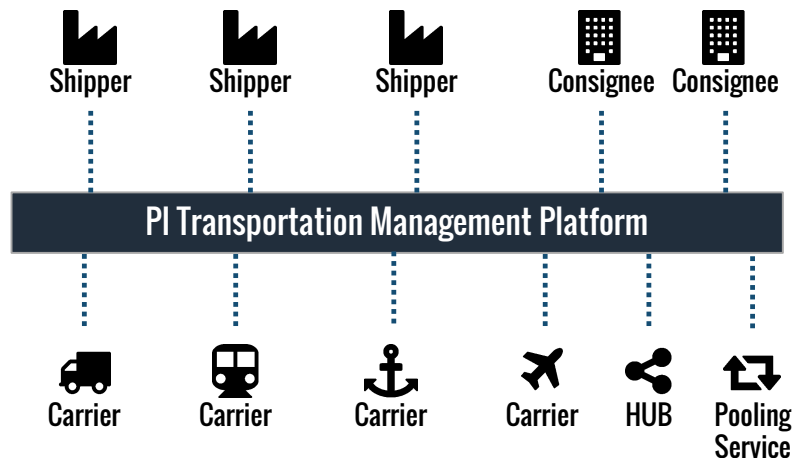 Shipper Shipper Shipper Consignee Consignee
PI Transportation Management Platform
Carrier Carrier Carrier Carrier HUB Pooling
Service